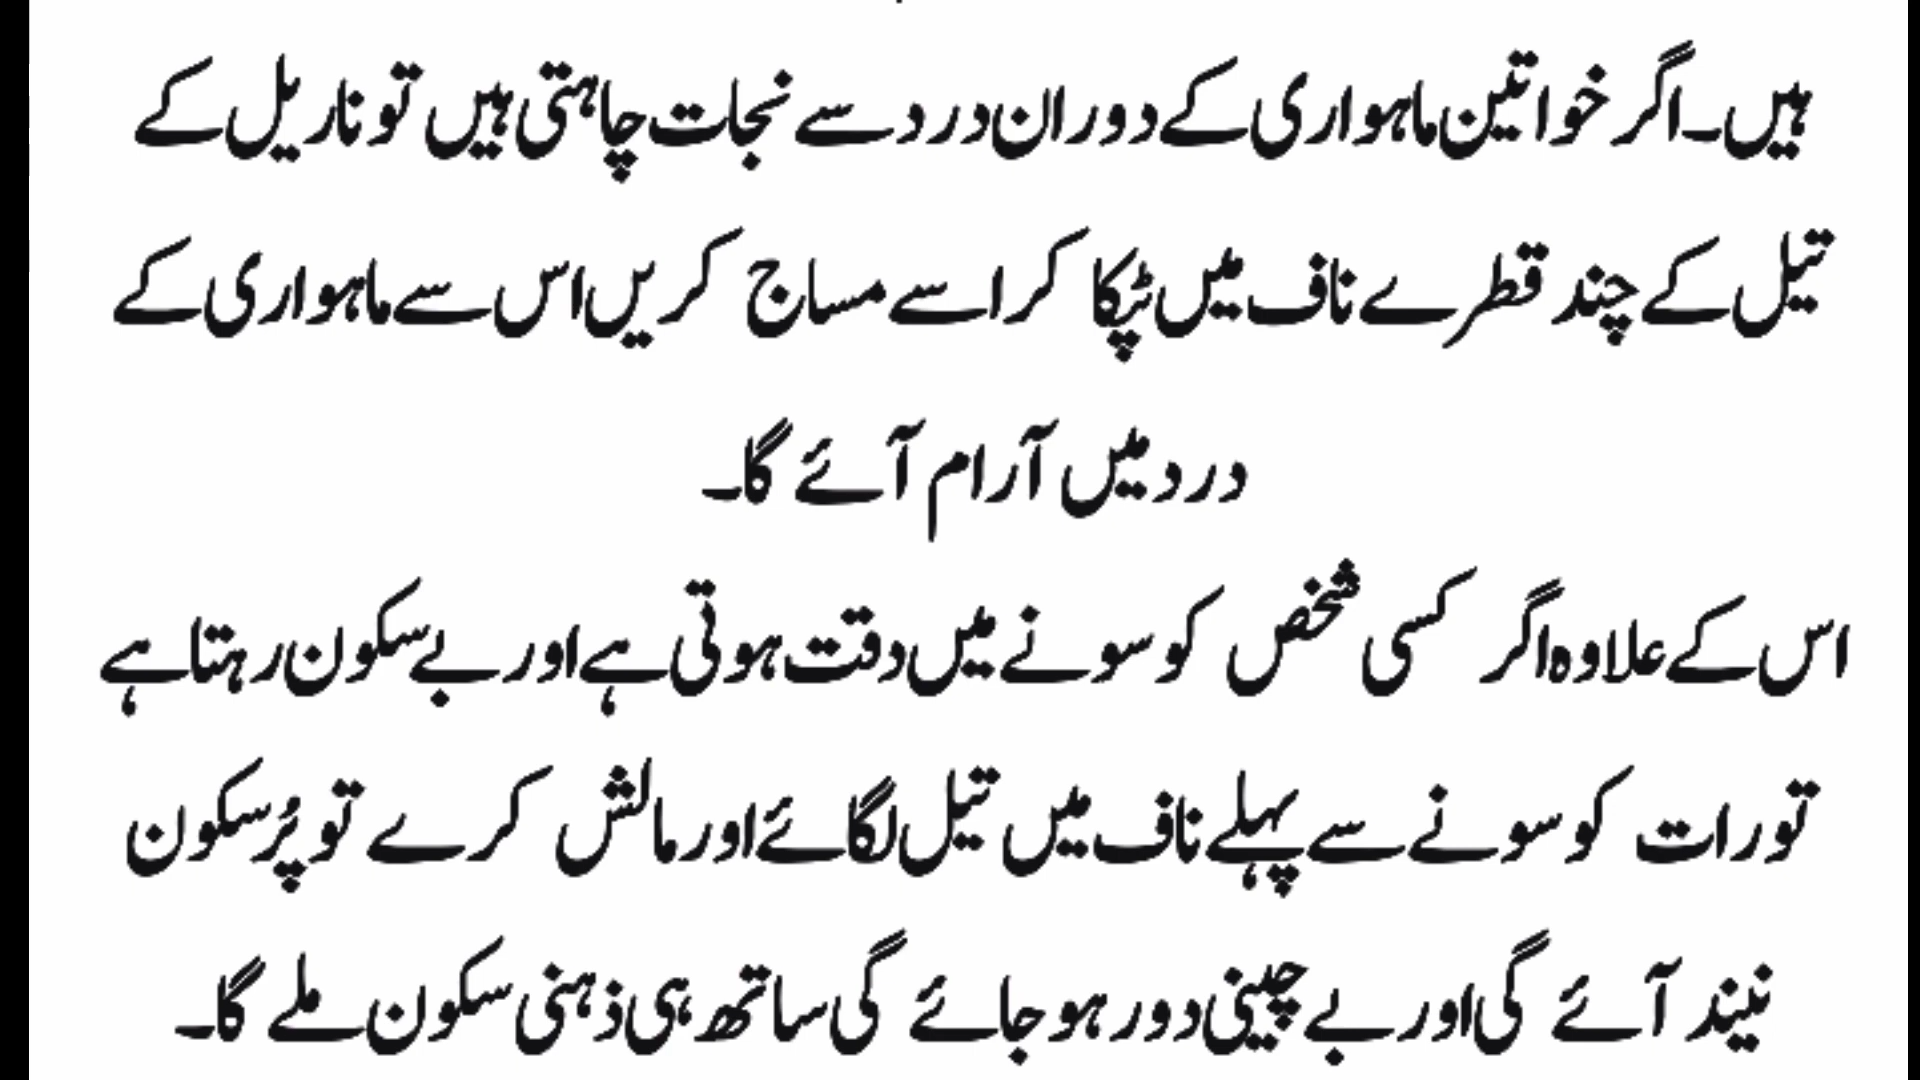 ہیں۔اگر خواتین ماہواری کے دوران درد سے نجات چاہتی ہیں تو ناریل کے
تیل کے چند قطرے ناف میں ٹپکا کر اسے مساج کریں اس سے ماہواری کے
درد میں آرام آئے گا۔
اس کے علاوہ اگر کسی شخص کو سونے میں دقت ہوتی ہے اور بے سکون رہتا ہے
تو رات کو سونے سے پہلے ناف میں تیل لگائے اور مالش کرے تو پُرسکون
نیند آئے گی اور بے چینی دور ہو جائے گی ساتھ ہی ذہنی سکون ملے گا۔